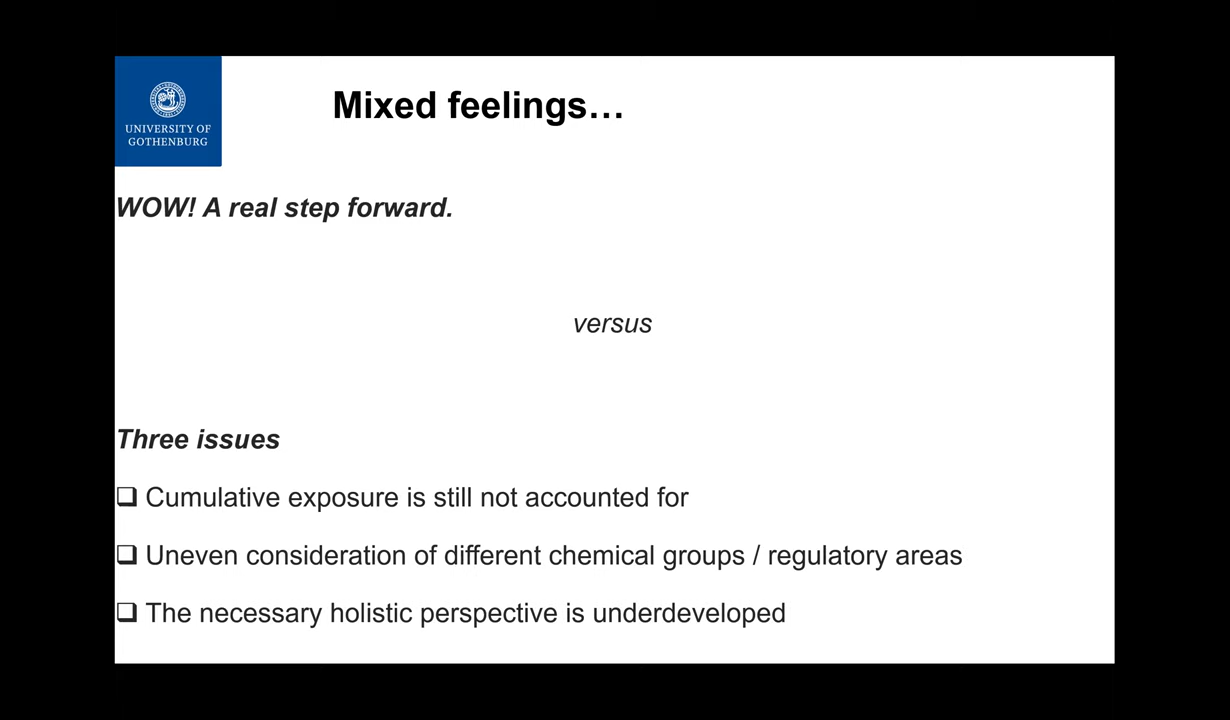 UNIVERSITY OF
GOTHENBURG
Mixed feelings…
WOW! A real step forward.
versus
Three issues
❑ Cumulative exposure is still not accounted for
❑ Uneven consideration of different chemical groups / regulatory areas
❑ The necessary holistic perspective is underdeveloped